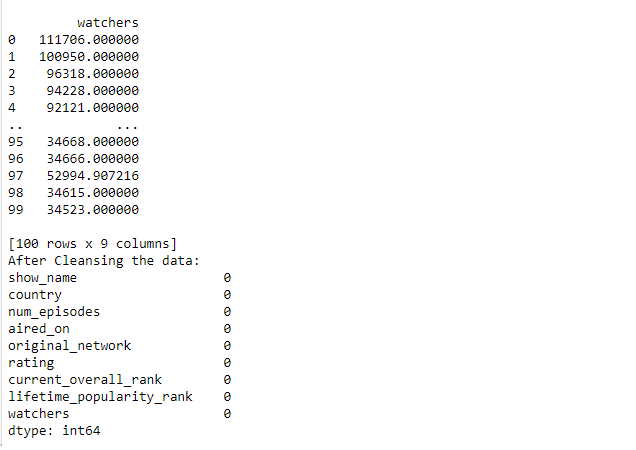 watchers
0 111706.000000
1 100950.000000
2 96318.000000
3 94228.000000
4 92121.000000
.. ...
95 34668.000000
96 34666.000000
97 52994.907216
98 34615.000000
99 34523.000000
[100 rows x 9 columns]
After Cleansing the data:
show_name 0
country 0
num_episodes 0
aired_on 0
original_network 0
rating 0
current_overall_rank 0
lifetime_popularity_rank 0
watchers 0
dtype: int64